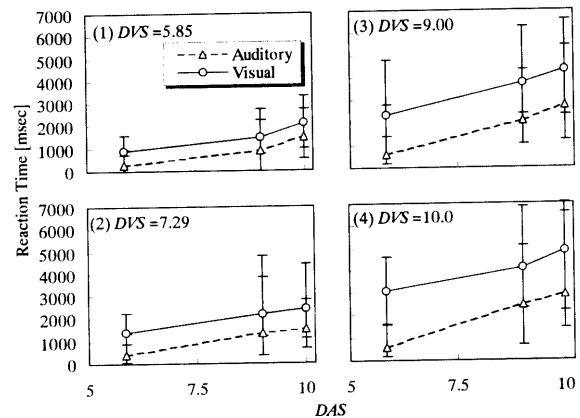 (1) DVS =5.85
Auditory
Visual
(3) DVS =9.00
(2) DVS =7.29
(4) DVS =10.0
Reaction Time [msec]
7000
6000
5000
4000
3000
2000
1000
0
7000
6000
5000
4000
3000
2000
1000
0
5
7.5
10
5
7.5
10
DAS